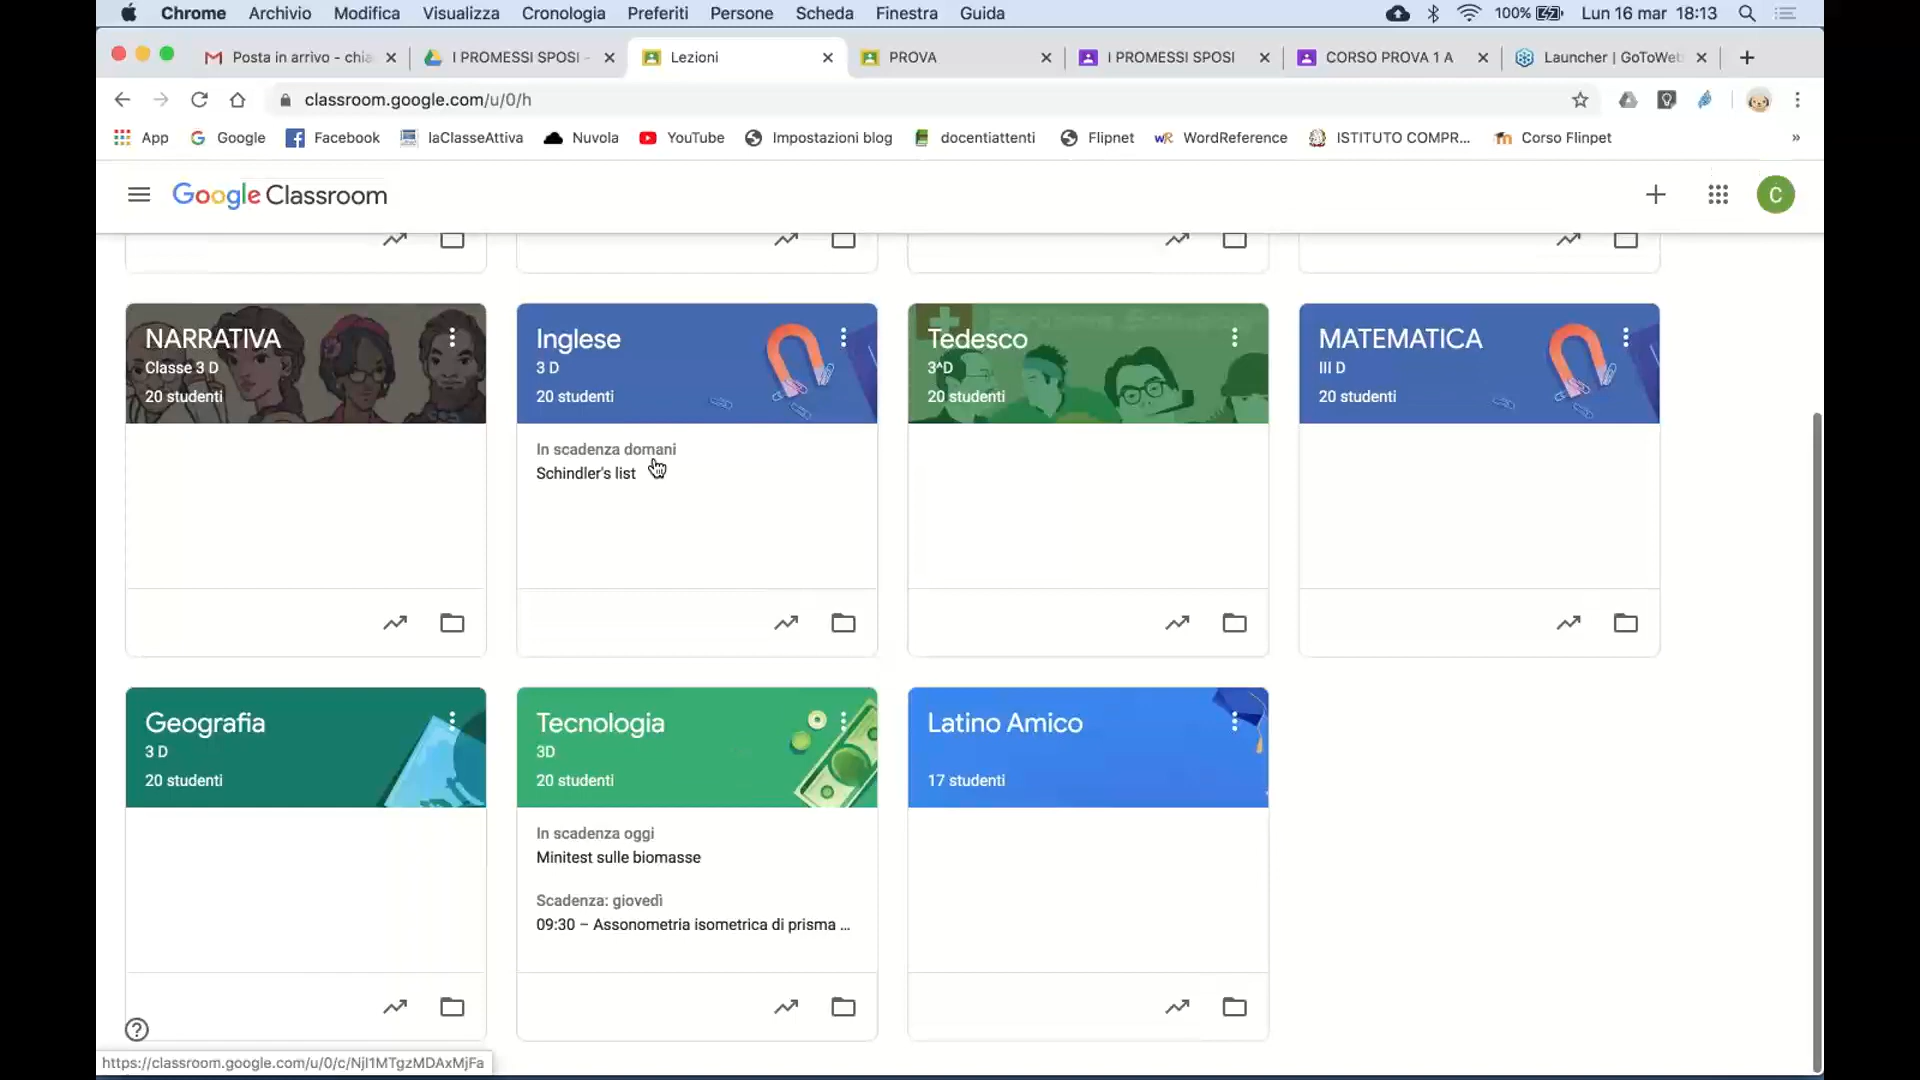 Chrome Archivio Modifica Visualizza Cronologia Preferiti Persone Scheda Finestra Guida 100% Lun 16 mar 18:13
Posta in arrivo - chia I PROMESSI SPOSI - Lezioni PROVA I PROMESSI SPOSI CORSO PROVA 1 A Launcher | GoToWeb
classroom.google.com/u/0/h
App Google Facebook laClasseAttiva Nuvola YouTube Impostazioni blog docentiattenti Flipnet WordReference ISTITUTO COMPR... Corso Flinpet »
Google Classroom C
NARRATIVA
Classe 3 D
20 studenti
Inglese
3 D
20 studenti
In scadenza domani
Schindler's list
Tedesco
3^D
20 studenti
MATEMATICA
III D
20 studenti
Geografia
3 D
20 studenti
Tecnologia
3D
20 studenti
In scadenza oggi
Minitest sulle biomasse
Scadenza: giovedì
09:30 – Assonometria isometrica di prisma ...
Latino Amico
17 studenti
https://classroom.google.com/u/0/c/NjI1MTgzMDAxMjFa